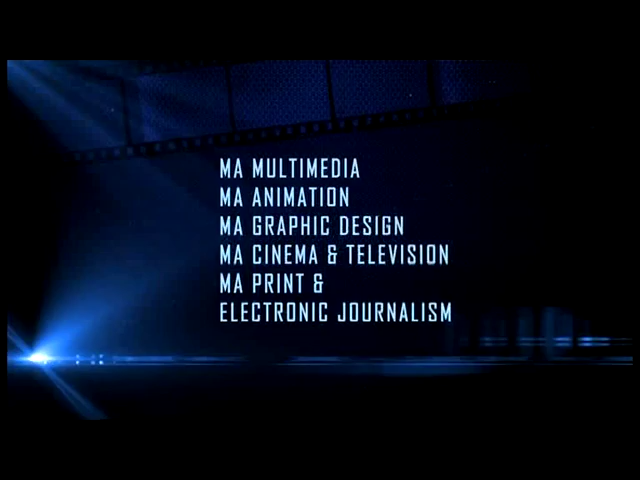 MA MULTIMEDIA
MA ANIMATION
MA GRAPHIC DESIGN
MA CINEMA & TELEVISION
MA PRINT &
ELECTRONIC JOURNALISM